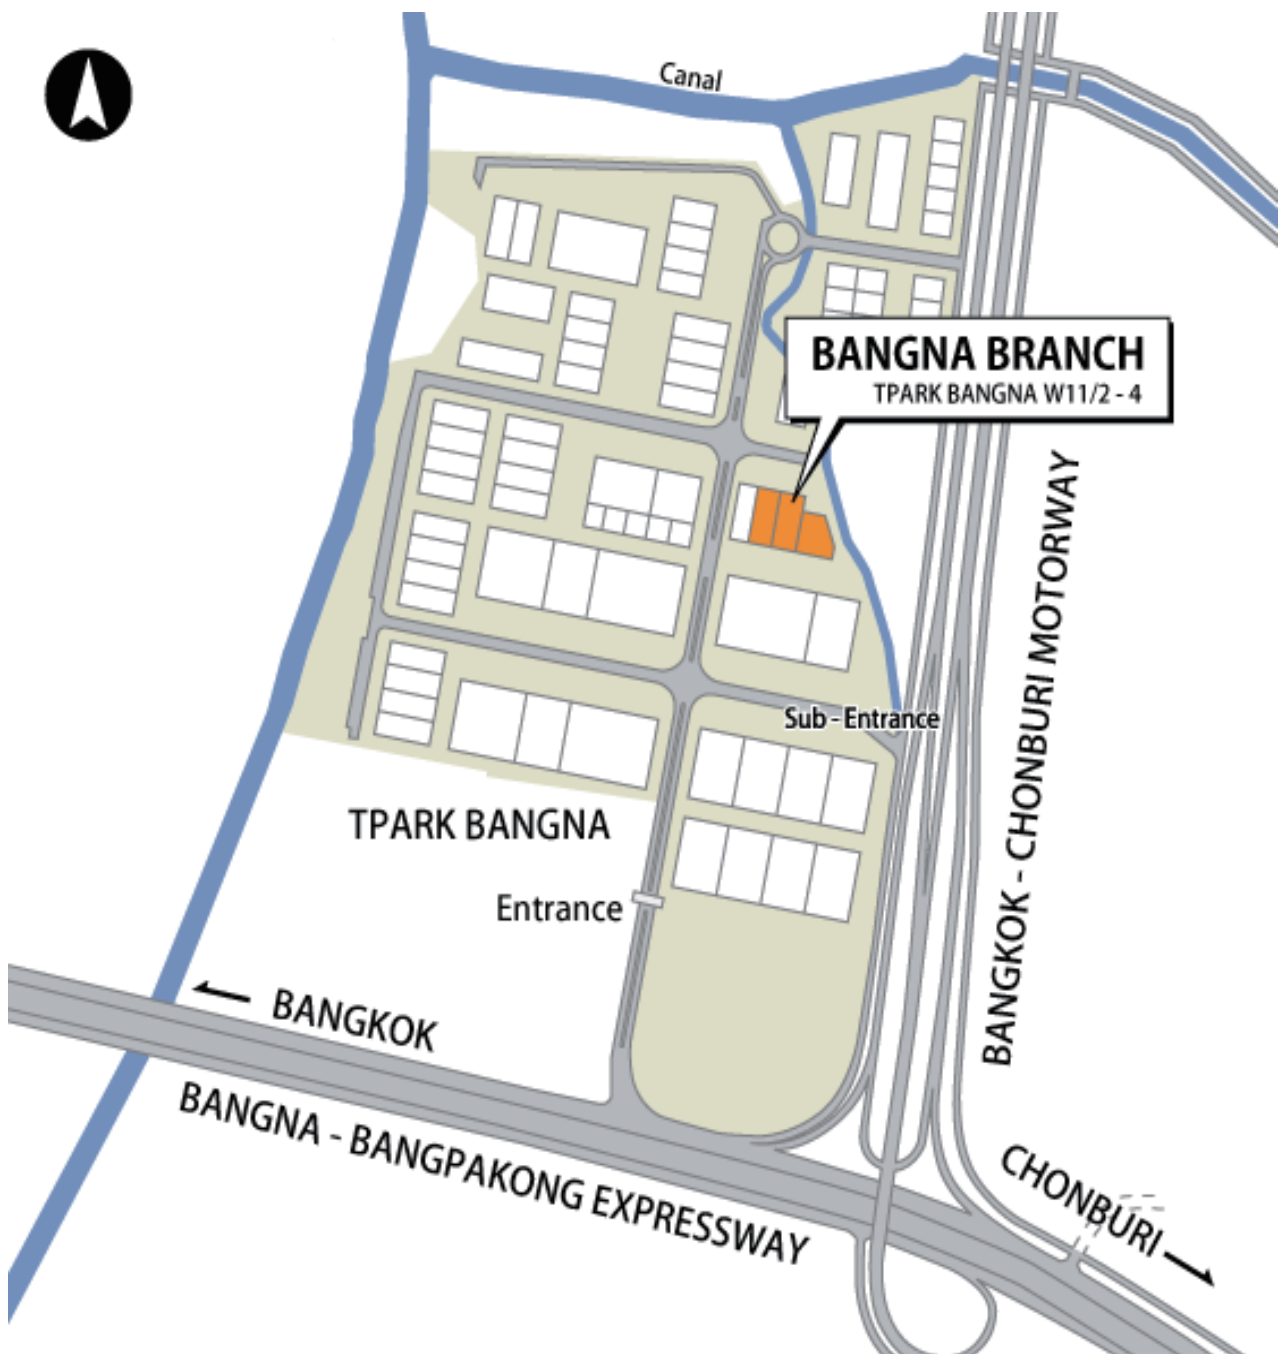 Canal
BANGNA BRANCH
TPARK BANGNA W11/2 - 4
BANGKOK - CHONBURI MOTORWAY
Sub - Entrance
TPARK BANGNA
Entrance
BANGKOK
BANGNA - BANGPAKONG EXPRESSWAY
CHONBURI